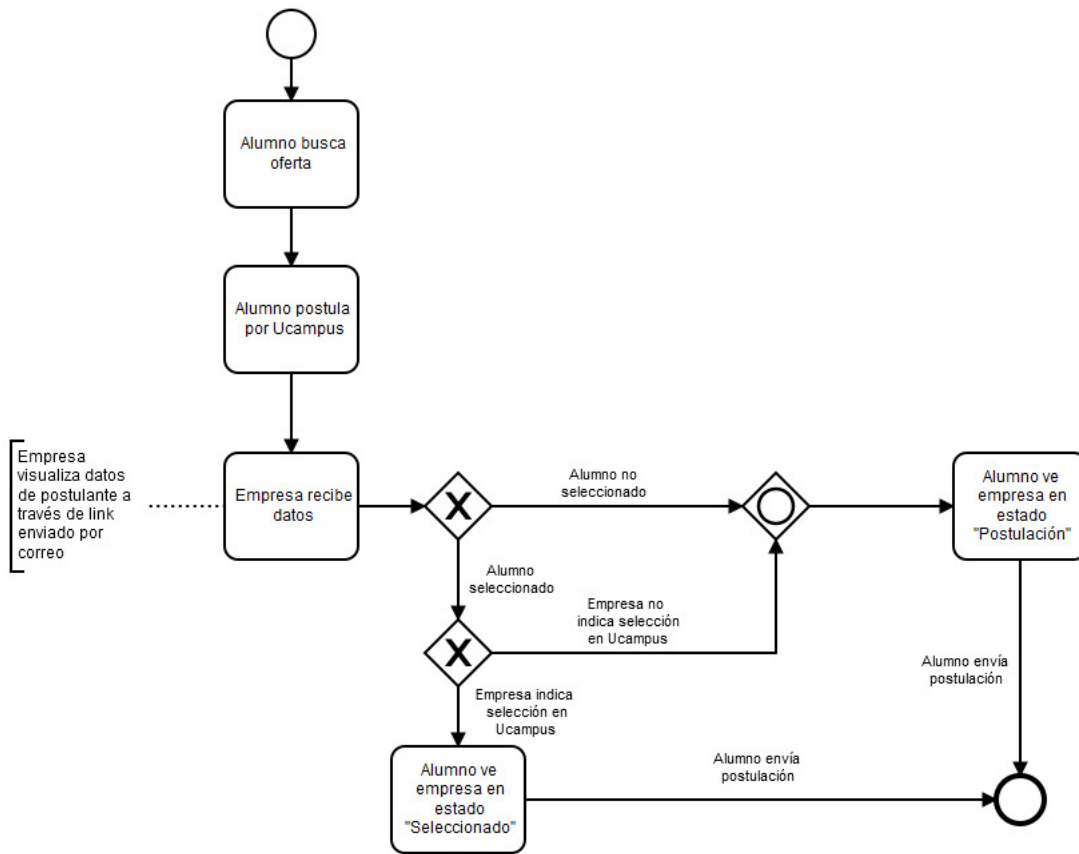 Alumno busca
oferta
Alumno postula
por Ucampus
Empresa
visualiza datos
de postulante a
través de link
enviado por
correo
Empresa recibe
datos
X
Alumno no
seleccionado
Alumno ve
empresa en
estado
"Postulación"
Alumno
seleccionado
X
Empresa no
indica selección
en Ucampus
Empresa indica
selección en
Ucampus
Alumno envía
postulación
Alumno ve
empresa en
estado
"Seleccionado"
Alumno envía
postulación